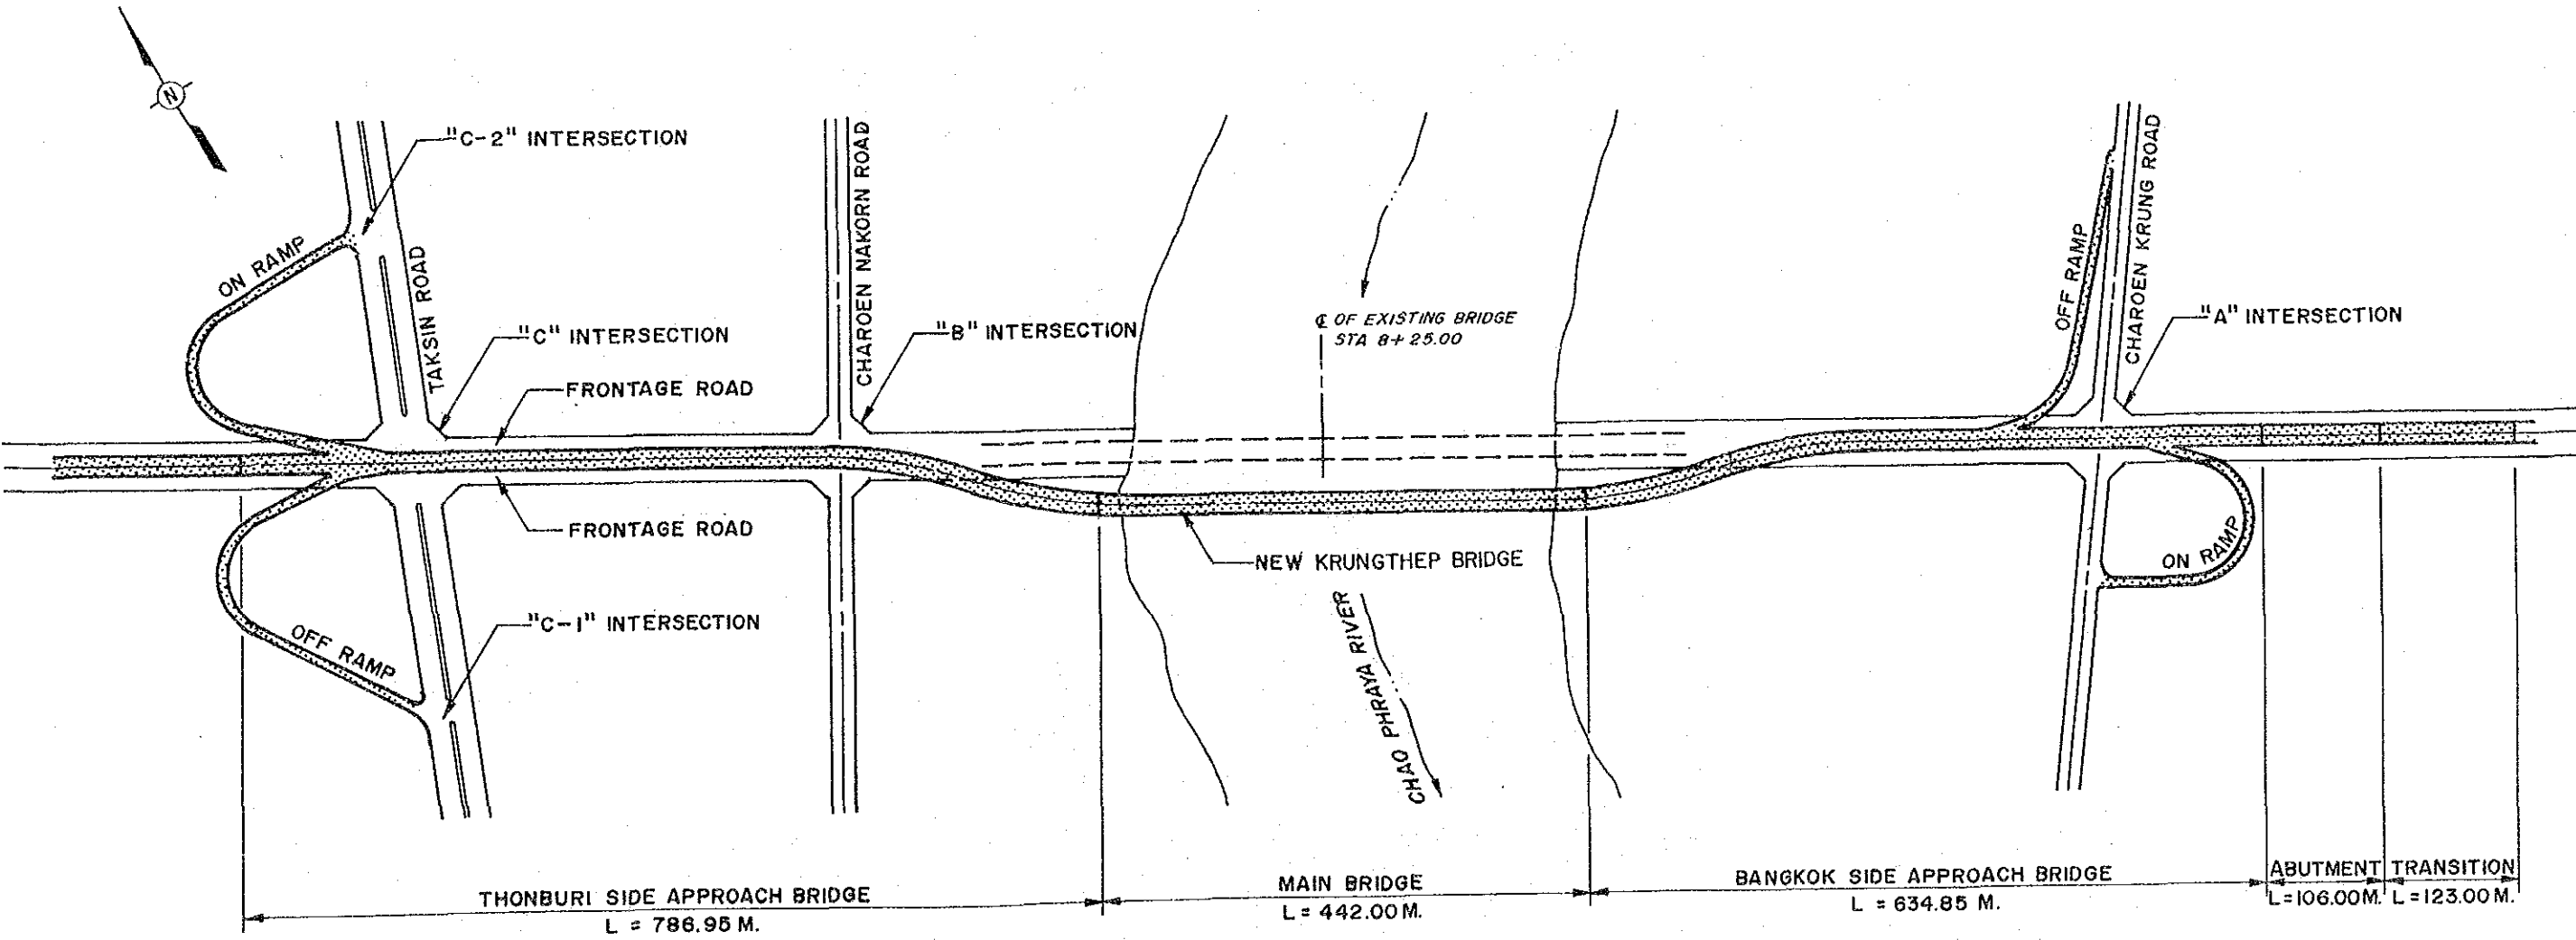 N
"C-2" INTERSECTION
ON RAMP
TAKSIN ROAD
CHAROEN NAKORN ROAD
"C" INTERSECTION
"B" INTERSECTION
FRONTAGE ROAD
FRONTAGE ROAD
℄ OF EXISTING BRIDGE
STA 8+25.00
OFF RAMP
CHAROEN KRUNG ROAD
"A" INTERSECTION
NEW KRUNGTHEP BRIDGE
ON RAMP
OFF RAMP
"C-1" INTERSECTION
CHAO PHRAYA RIVER
THONBURI SIDE APPROACH BRIDGE
L = 786.95 M.
MAIN BRIDGE
L = 442.00 M.
BANGKOK SIDE APPROACH BRIDGE
L = 634.85 M.
ABUTMENT
L=106.00M.
TRANSITION
L=123.00M.